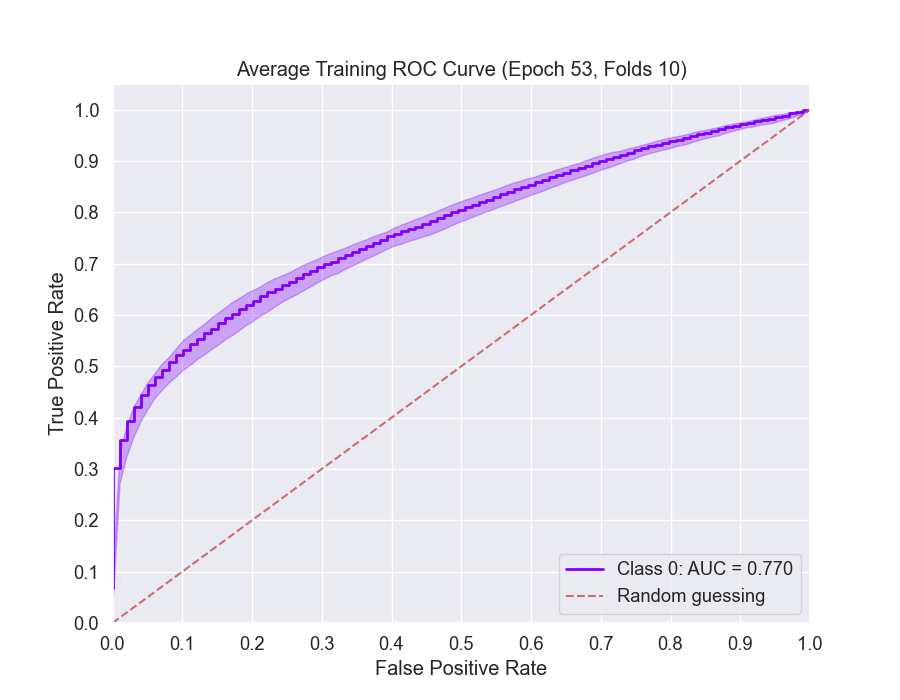 Average Training ROC Curve (Epoch 53, Folds 10)
True Positive Rate
1.0
0.9
0.8
0.7
0.6
0.5
0.4
0.3
0.2
0.1
0.0
Class 0: AUC = 0.770
Random guessing
0.0 0.1 0.2 0.3 0.4 0.5 0.6 0.7 0.8 0.9 1.0
False Positive Rate